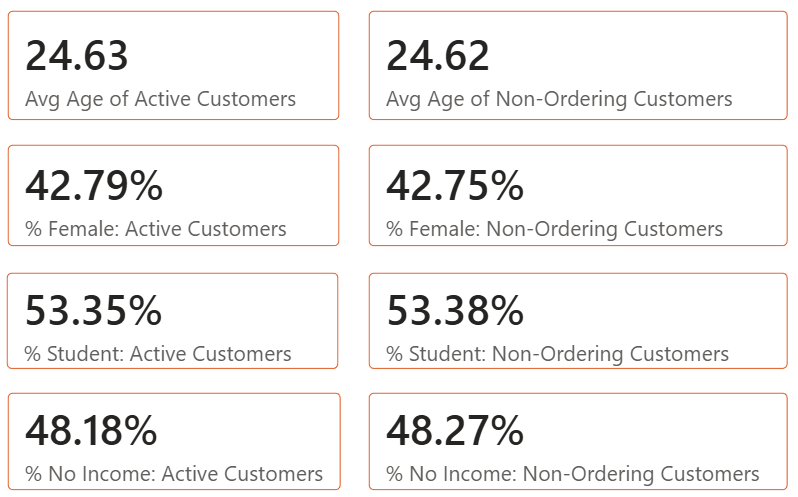 24.63
Avg Age of Active Customers
24.62
Avg Age of Non-Ordering Customers
42.79%
% Female: Active Customers
42.75%
% Female: Non-Ordering Customers
53.35%
% Student: Active Customers
53.38%
% Student: Non-Ordering Customers
48.18%
% No Income: Active Customers
48.27%
% No Income: Non-Ordering Customers